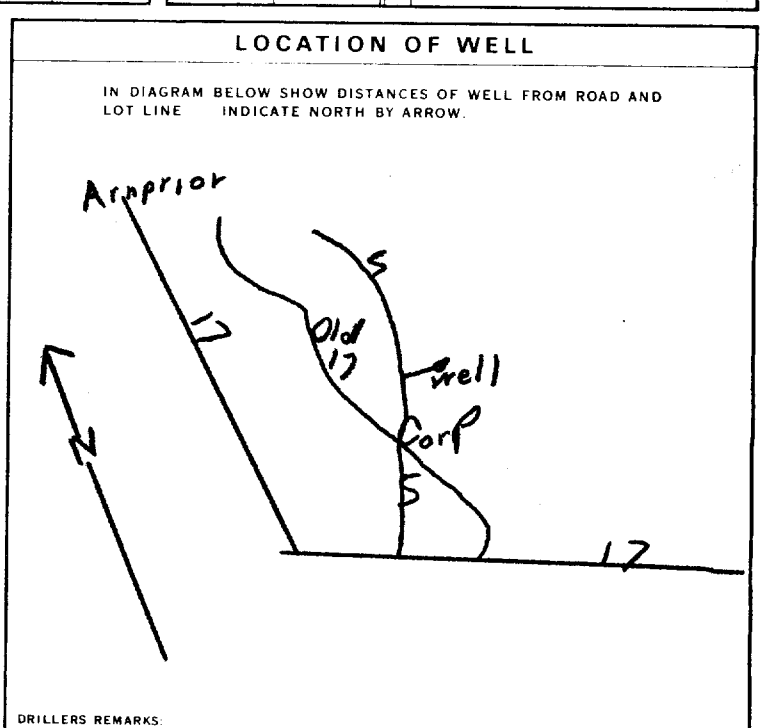 LOCATION OF WELL
IN DIAGRAM BELOW SHOW DISTANCES OF WELL FROM ROAD AND
LOT LINE INDICATE NORTH BY ARROW.
Arnprior
5
17
Old
17
well
Corp
N
5
17
DRILLERS REMARKS: